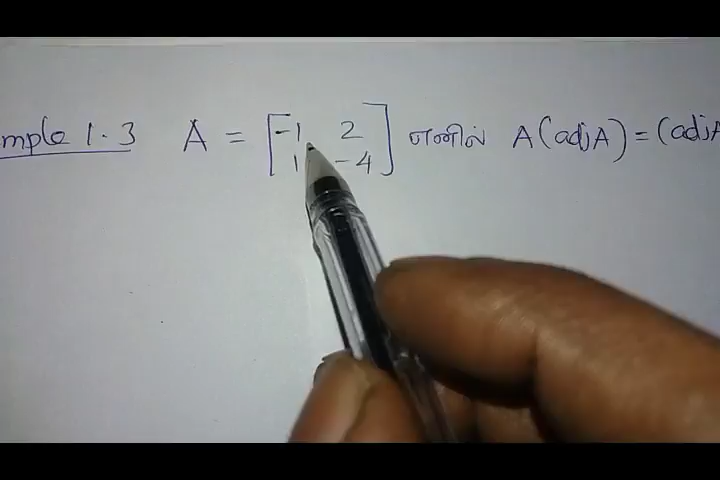 mple 1.3 A = [-1 2
1 -4] எனில் A(adjA) = (adjA